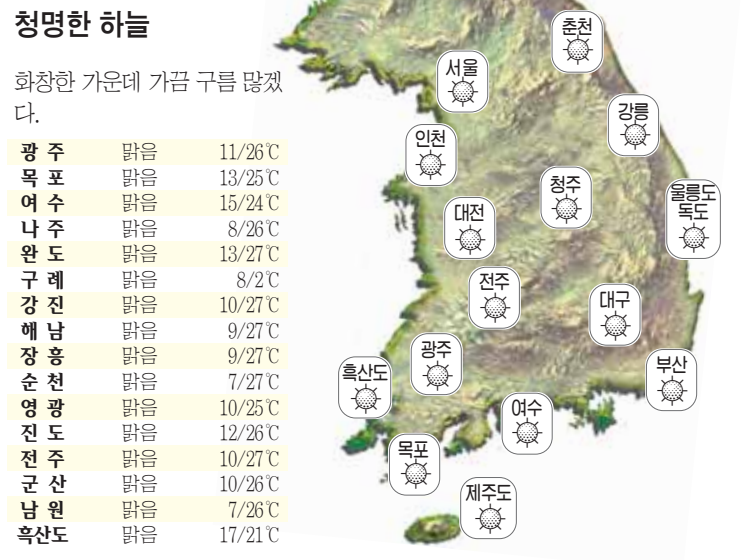 청명한 하늘
화창한 가운데 가끔 구름 많겠
다.
광 주 맑음 11/26℃
목 포 맑음 13/25℃
여 수 맑음 15/24℃
나 주 맑음 8/26℃
완 도 맑음 13/27℃
구 례 맑음 8/2℃
강 진 맑음 10/27℃
해 남 맑음 9/27℃
장 흥 맑음 9/27℃
순 천 맑음 7/27℃
영 광 맑음 10/25℃
진 도 맑음 12/26℃
전 주 맑음 10/27℃
군 산 맑음 10/26℃
남 원 맑음 7/26℃
흑산도 맑음 17/21℃
춘천
서울
강릉
인천
청주
울릉도
독도
대전
전주
대구
광주
흑산도
부산
여수
목포
제주도